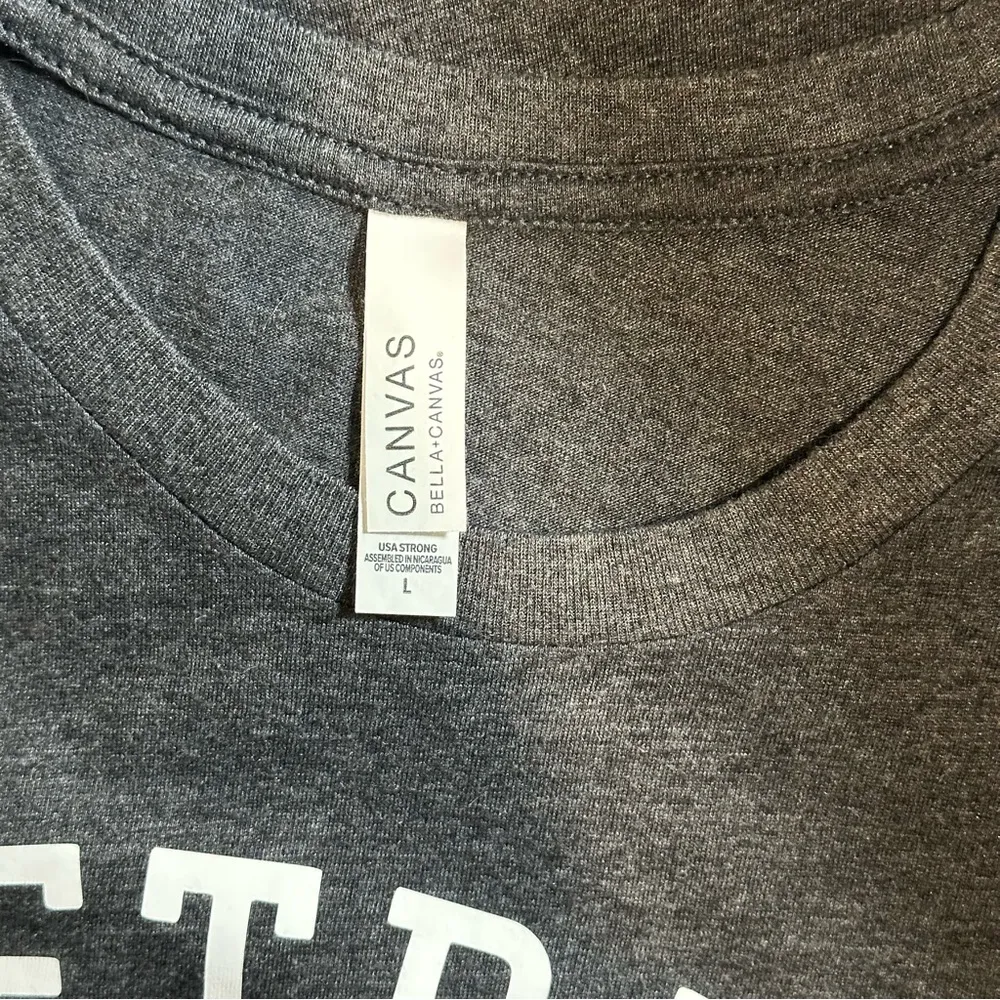 CANVAS
BELLA+CANVAS®
USA STRONG
ASSEMBLED IN NICARAGUA
OF US COMPONENTS
L